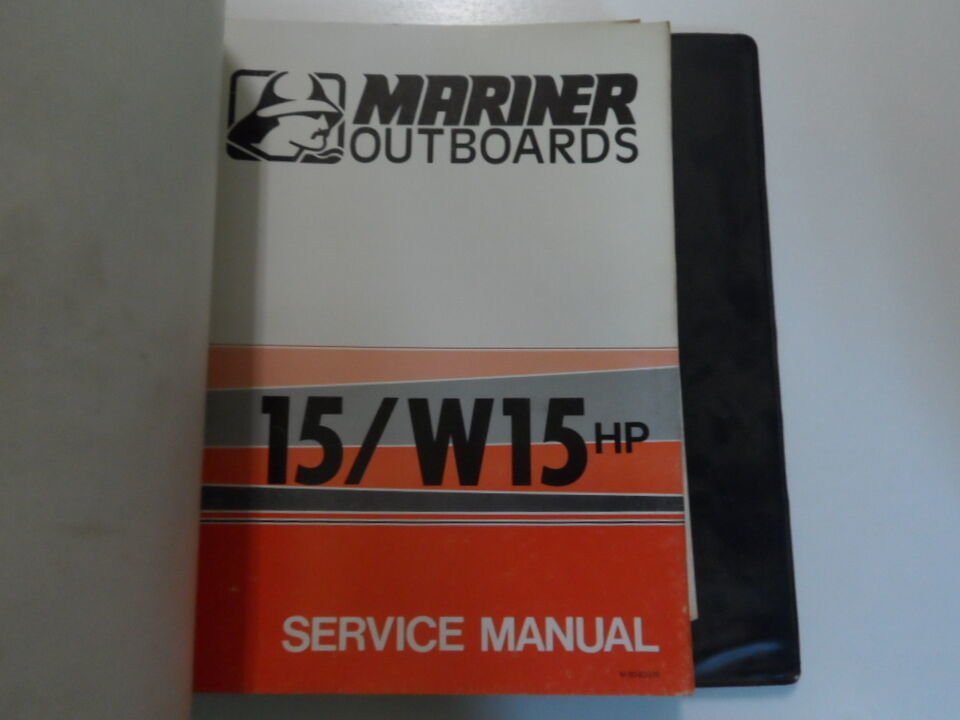 MARINER
OUTBOARDS
15/W15 HP
SERVICE MANUAL